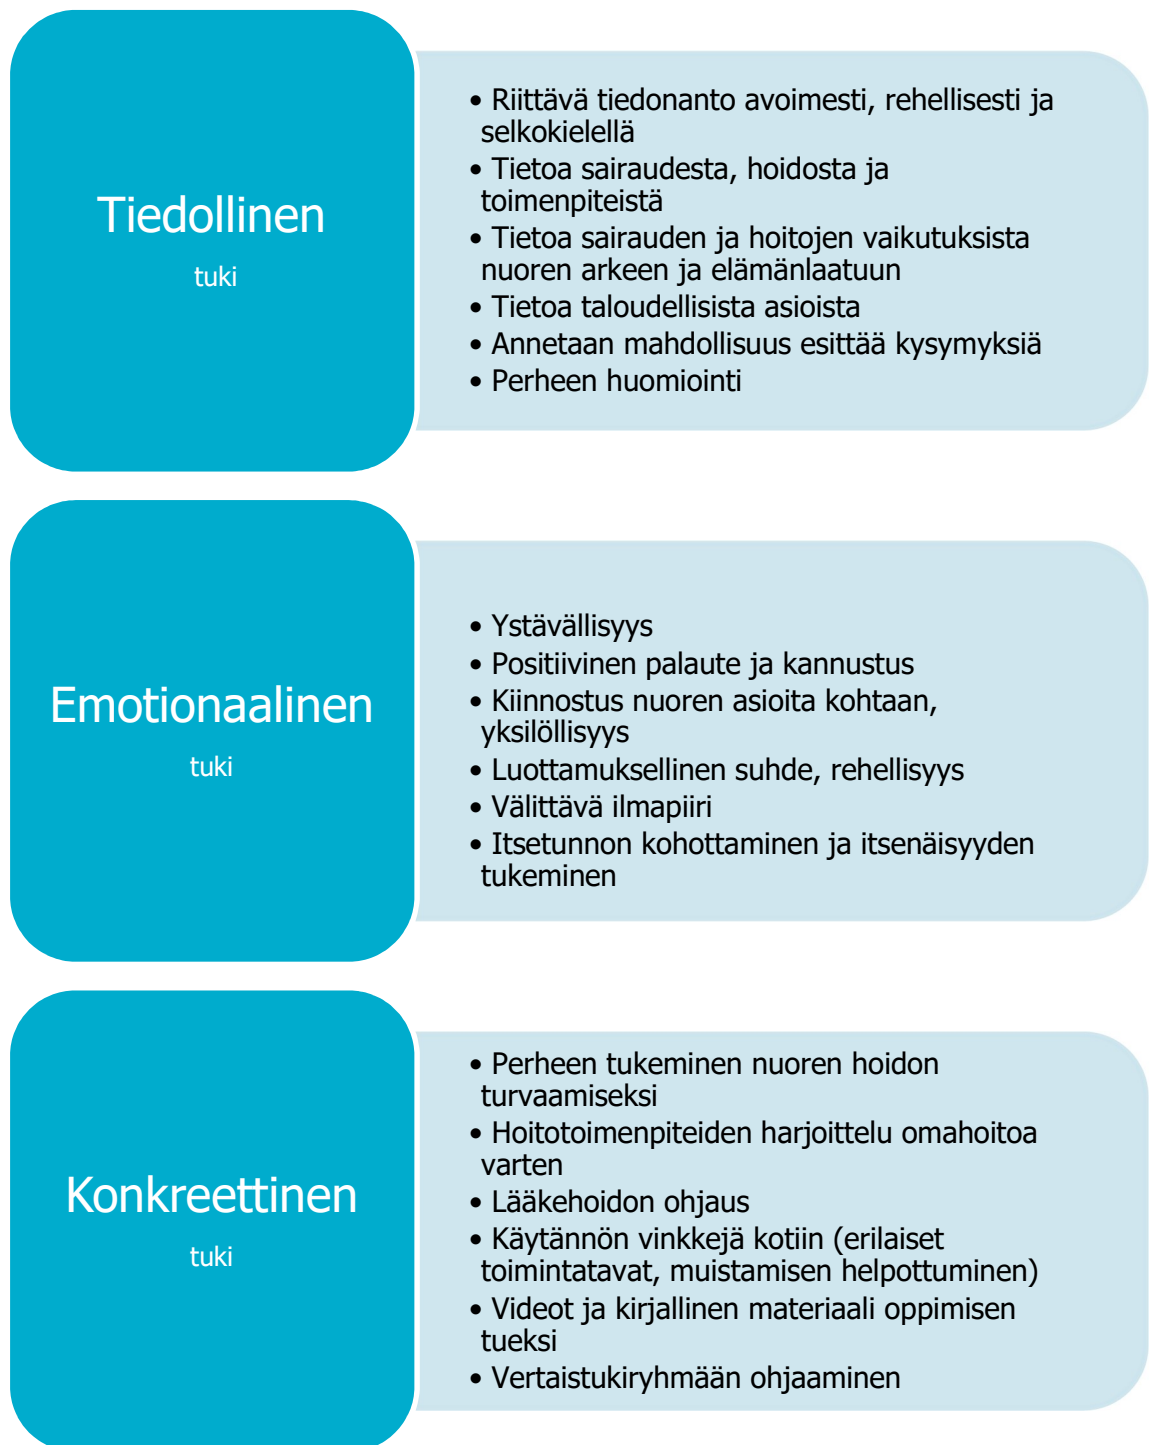 Tiedollinen
tuki
• Riittävä tiedonanto avoimesti, rehellisesti ja
selkokielellä
• Tietoa sairaudesta, hoidosta ja
toimenpiteistä
• Tietoa sairauden ja hoitojen vaikutuksista
nuoren arkeen ja elämänlaatuun
• Tietoa taloudellisista asioista
• Annetaan mahdollisuus esittää kysymyksiä
• Perheen huomiointi
Emotionaalinen
tuki
• Ystävällisyys
• Positiivinen palaute ja kannustus
• Kiinnostus nuoren asioita kohtaan,
yksilöllisyys
• Luottamuksellinen suhde, rehellisyys
• Välittävä ilmapiiri
• Itsetunnon kohottaminen ja itsenäisyyden
tukeminen
Konkreettinen
tuki
• Perheen tukeminen nuoren hoidon
turvaamiseksi
• Hoitotoimenpiteiden harjoittelu omahoitoa
varten
• Lääkehoidon ohjaus
• Käytännön vinkkejä kotiin (erilaiset
toimintatavat, muistamisen helpottuminen)
• Videot ja kirjallinen materiaali oppimisen
tueksi
• Vertaistukiryhmään ohjaaminen